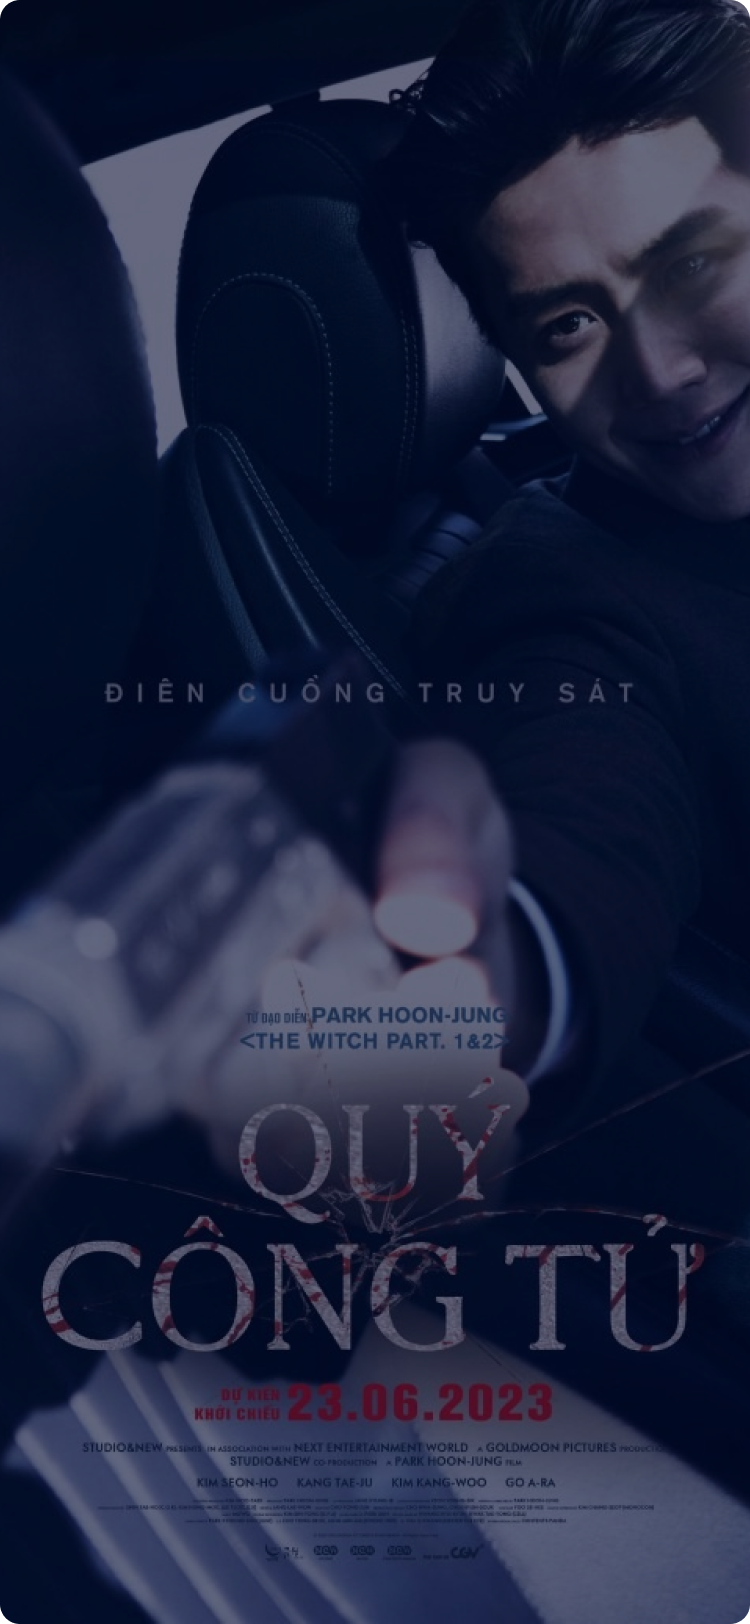 ĐIÊN CUỒNG TRUY SÁT
TỪ ĐẠO DIỄN PARK HOON-JUNG
<THE WITCH PART. 1&2>
QUÝ
CÔNG TỬ
DỰ KIẾN
KHỞI CHIẾU 23.06.2023
STUDIO&NEW PRESENTS IN ASSOCIATION WITH NEXT ENTERTAINMENT WORLD A GOLDMOON PICTURES
STUDIO&NEW CO-PRODUCTION A PARK HOON-JUNG FILM
KIM SEON-HO KANG TAE-JU KIM KANG-WOO GO A-RA
CGV